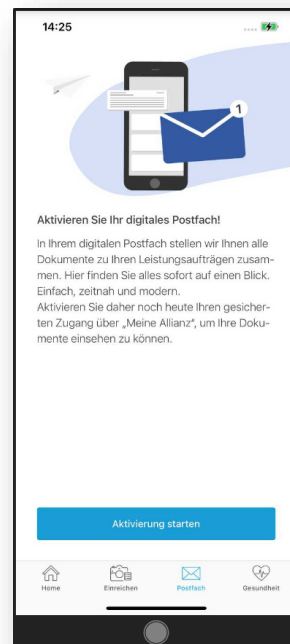 14:25
1
Aktivieren Sie Ihr digitales Postfach!
In Ihrem digitalen Postfach stellen wir Ihnen alle
Dokumente zu Ihren Leistungsaufträgen zusam-
men. Hier finden Sie alles sofort auf einen Blick.
Einfach, zeitnah und modern.
Aktivieren Sie daher noch heute Ihren gesicher-
ten Zugang über „Meine Allianz“, um Ihre Doku-
mente einsehen zu können.
Aktivierung starten
Home Einreichen Postfach Gesundheit